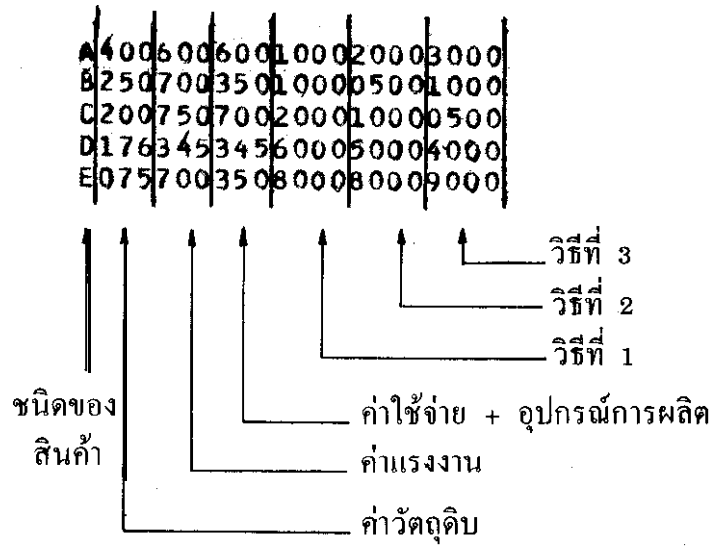 A400600600100020003000
B250700350100005001000
C200750700200010000500
D176345345600050004000
E075700350800080009000
วิธีที่ 3
วิธีที่ 2
วิธีที่ 1
ชนิดของ
สินค้า
ค่าใช้จ่าย + อุปกรณ์การผลิต
ค่าแรงงาน
ค่าวัตถุดิบ